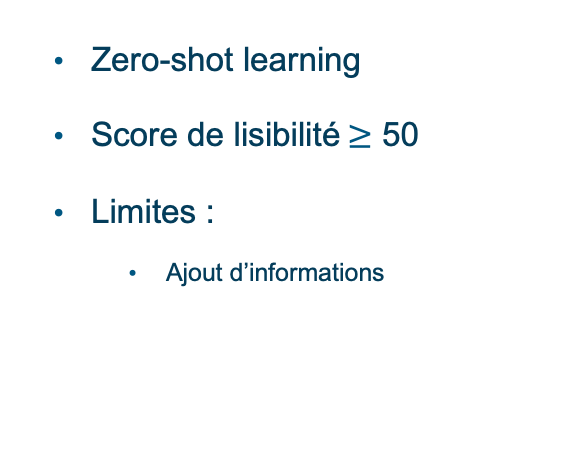 • Zero-shot learning
• Score de lisibilité ≥ 50
• Limites :
• Ajout d’informations